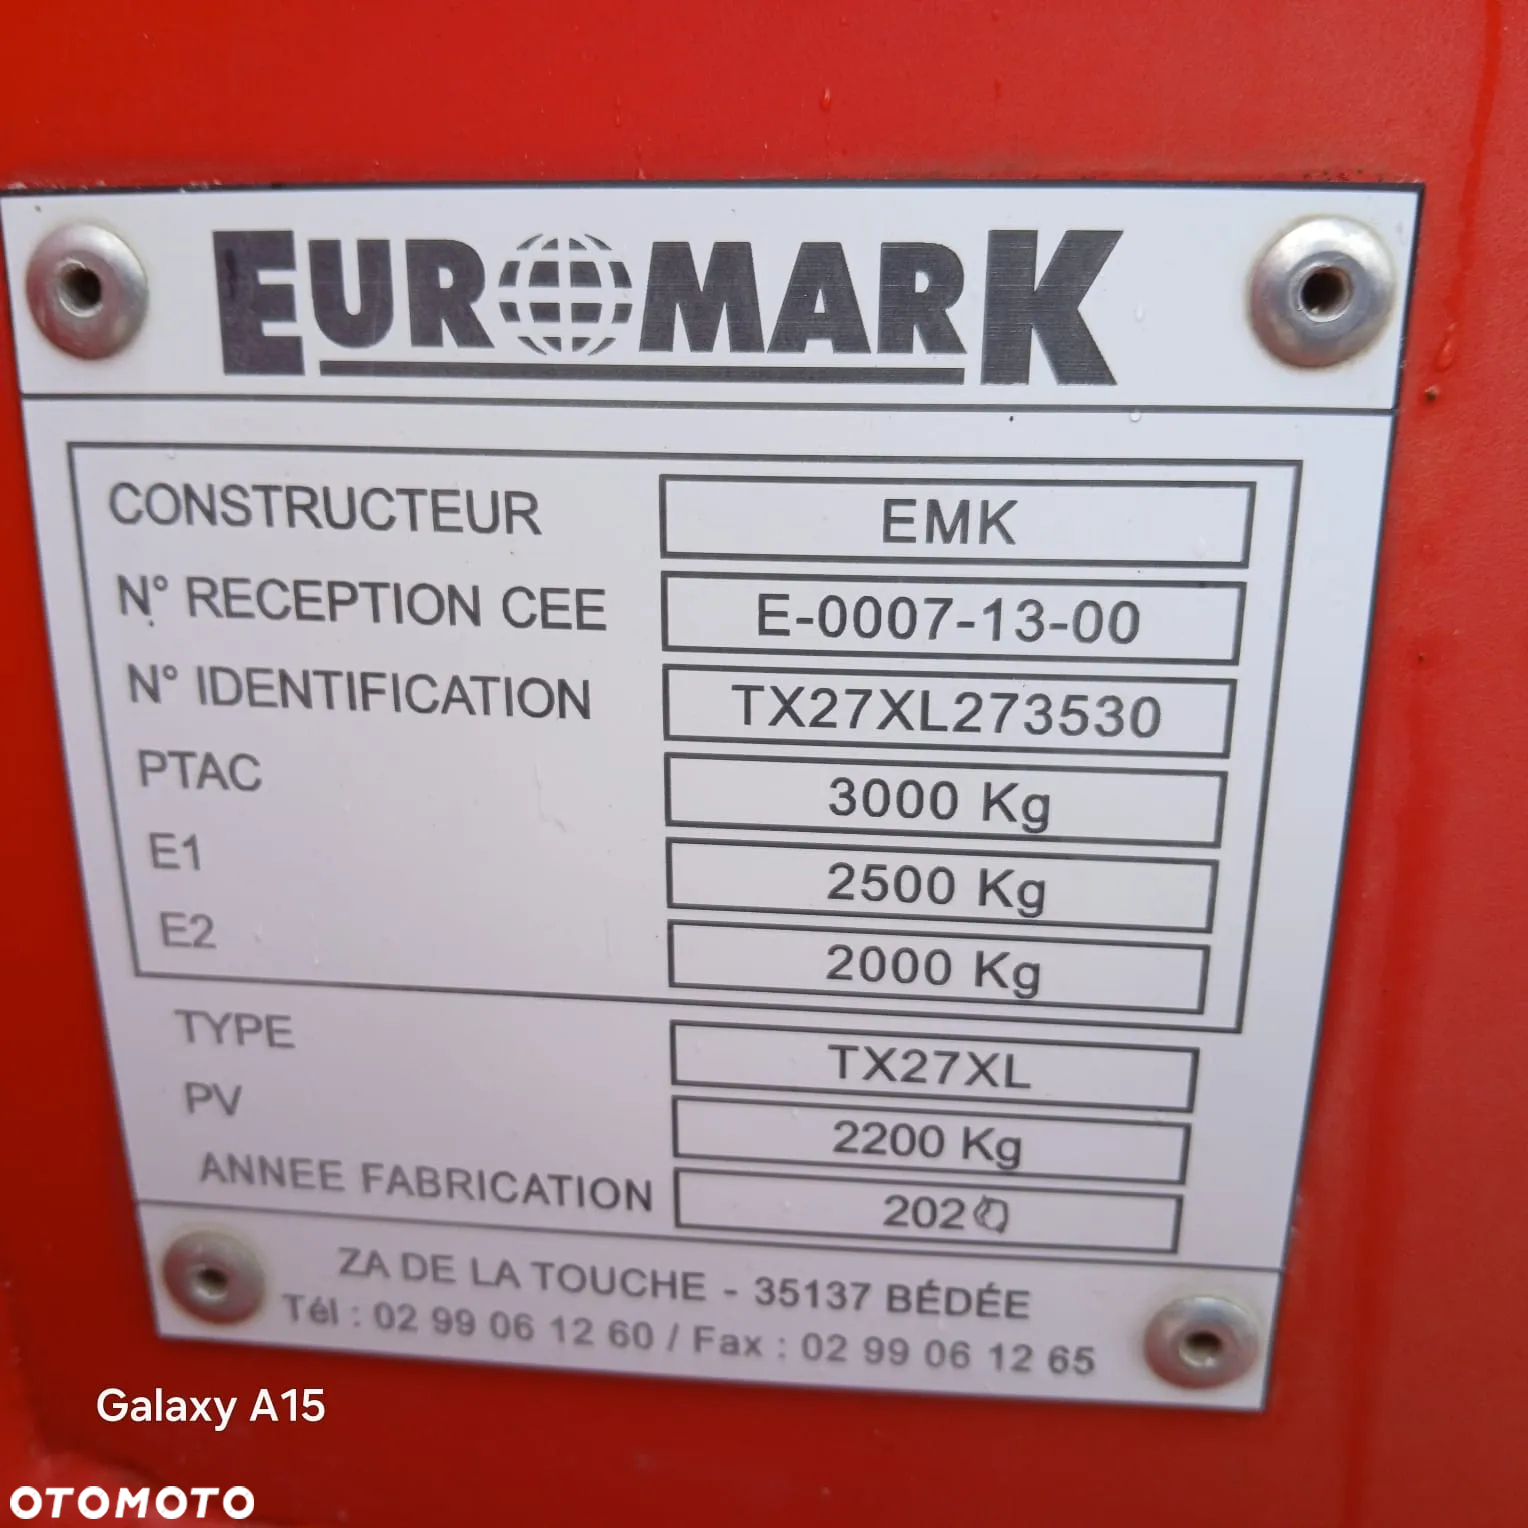 EUROMARK
CONSTRUCTEUR EMK
N° RECEPTION CEE E-0007-13-00
N° IDENTIFICATION TX27XL273530
PTAC 3000 Kg
E1 2500 Kg
E2 2000 Kg
TYPE TX27XL
PV 2200 Kg
ANNEE FABRICATION
ZA DE LA TOUCHE - 35137 BÉDÉE
Tél : 02 99 06 12 60 / Fax : 02 99 06 12 65
Galaxy A15
OTOMOTO